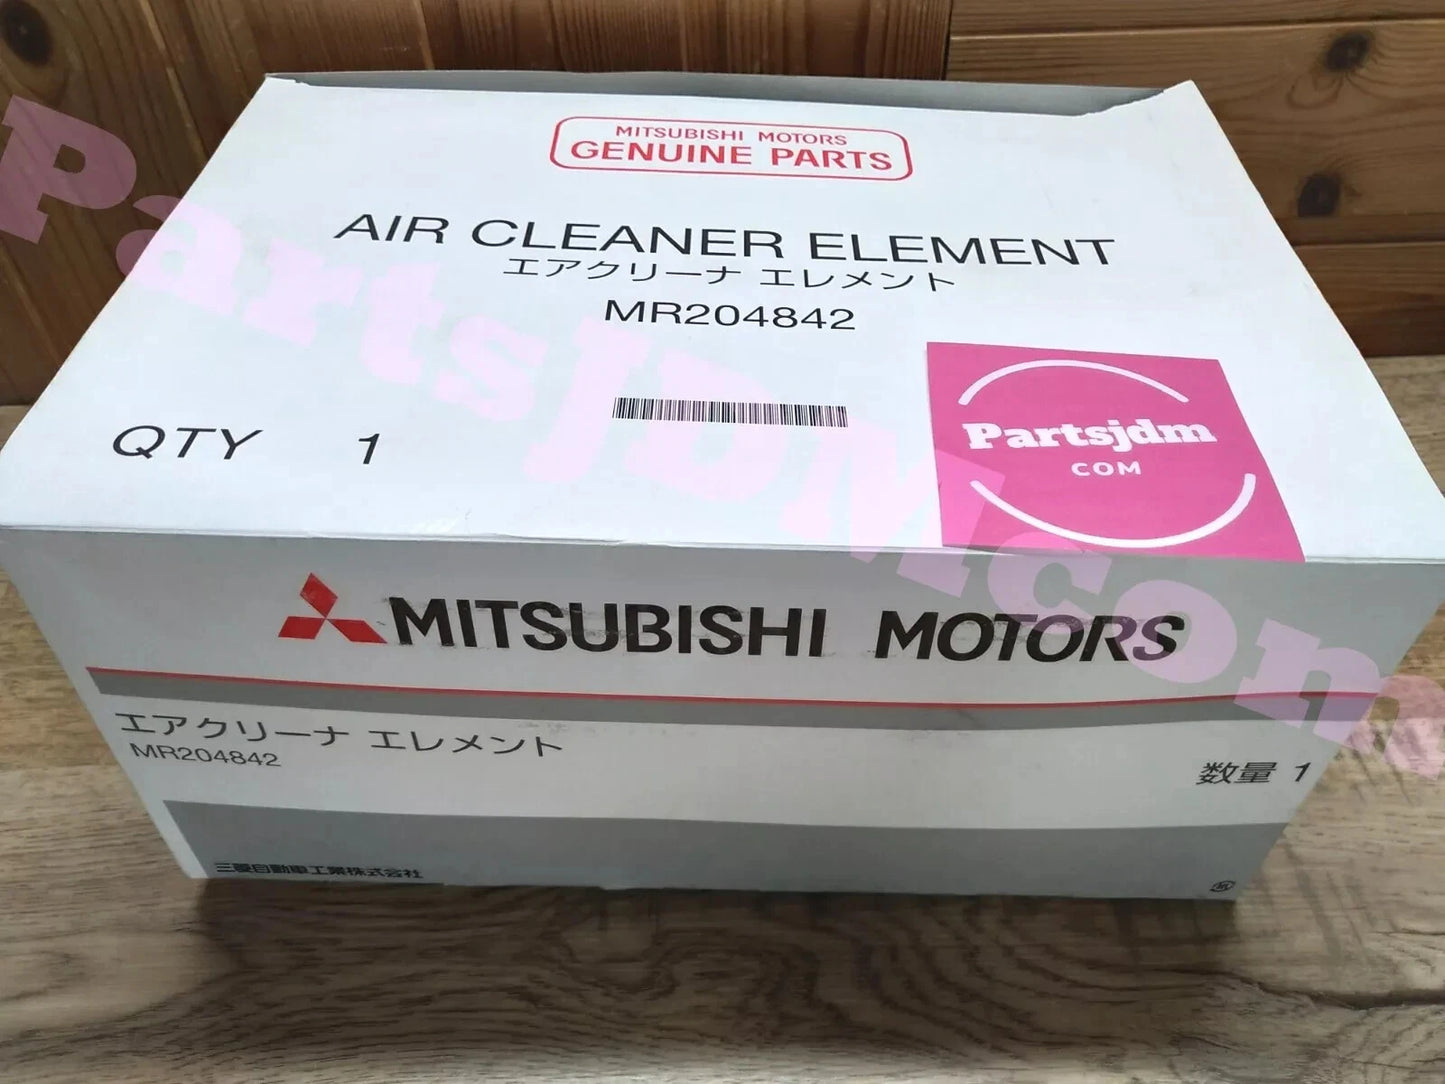 MITSUBISHI MOTORS
GENUINE PARTS
AIR CLEANER ELEMENT
エアクリーナ エレメント
MR204842
QTY 1
Partsjdm
COM
PartsJDMcom
MITSUBISHI MOTORS
エアクリーナ エレメント
MR204842
数量 1
三菱自動車工業株式会社